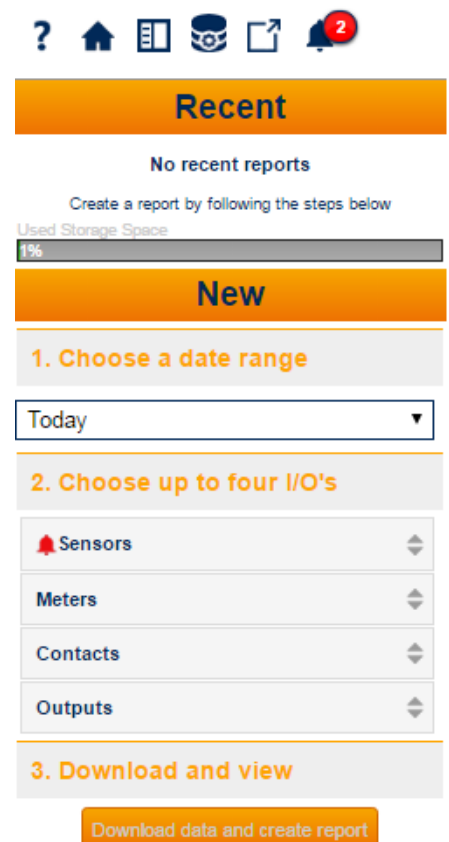 ?
2
Recent
No recent reports
Create a report by following the steps below
Used Storage Space
1%
New
1. Choose a date range
Today
2. Choose up to four I/O's
Sensors
Meters
Contacts
Outputs
3. Download and view
Download data and create report